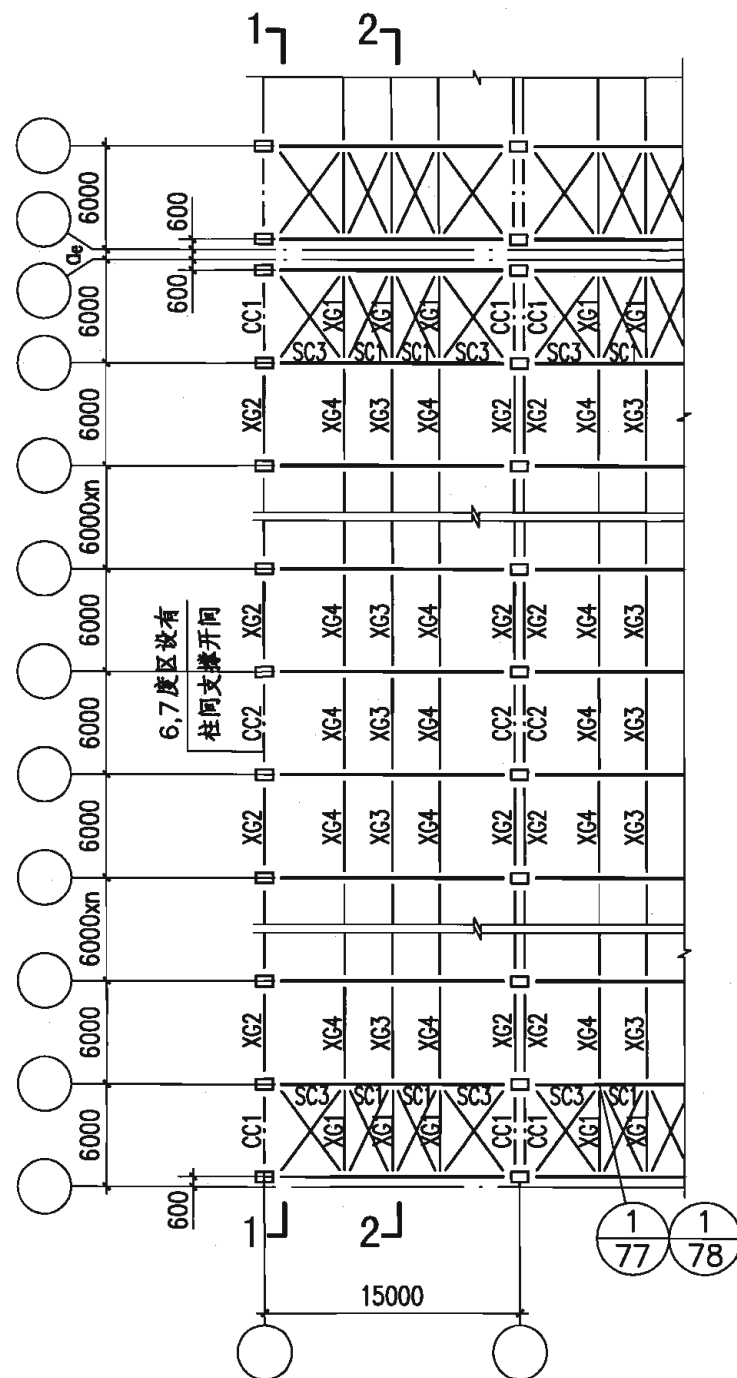 1
2
6000
600
ae
600
6000
CC1
XG1
XG1
XG1
CC1
CC1
XG1
SC3
SC1
SC1
SC3
SC3
SC1
6000
XG2
XG4
XG3
XG4
XG2
XG2
XG4
XG3
6000xn
6000
XG2
XG4
XG3
XG4
XG2
XG2
XG4
XG3
6,7度区设有
柱间支撑开间
6000
CC2
XG4
XG3
XG4
CC2
CC2
XG4
XG3
6000
XG2
XG4
XG3
XG4
XG2
XG2
XG4
XG3
6000xn
6000
XG2
XG4
XG3
XG4
XG2
XG2
XG4
XG3
SC3
SC1
SC1
SC3
SC3
SC1
6000
CC1
XG1
XG1
XG1
CC1
CC1
XG1
XG1
600
1
2
1
77
1
78
15000